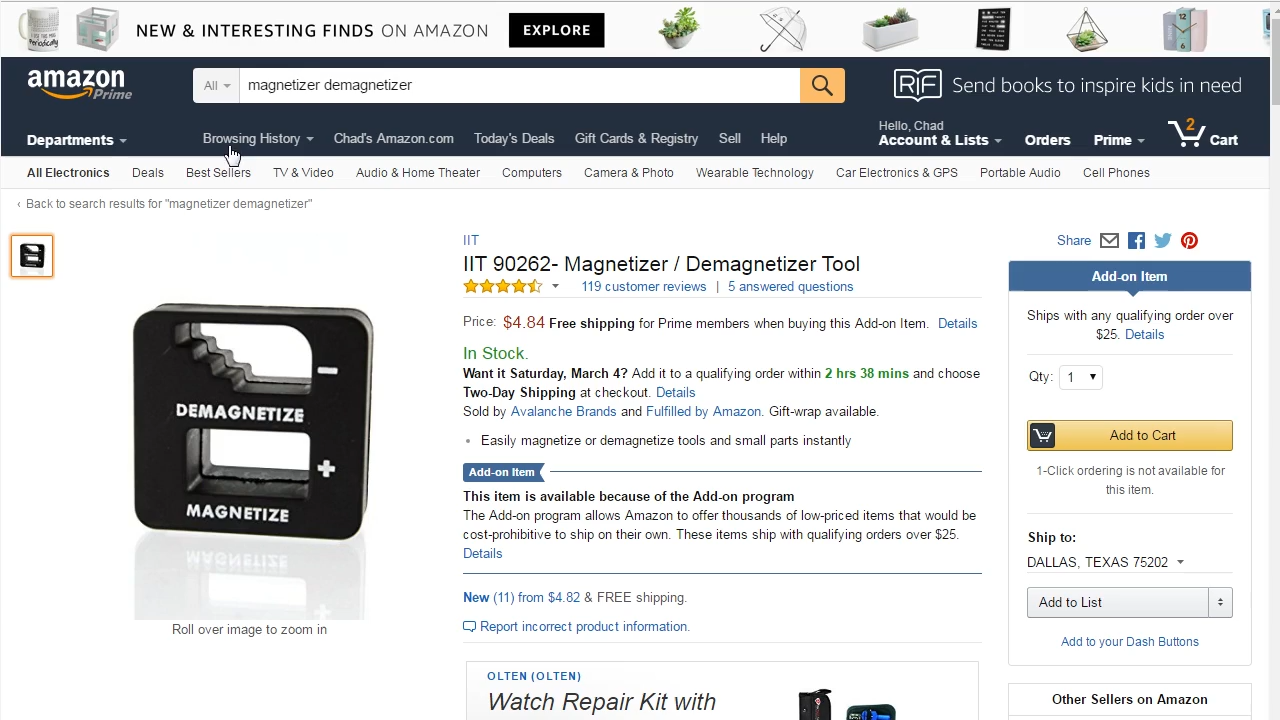 periodically
NEW & INTERESTING FINDS ON AMAZON
EXPLORE
amazon
Prime
All
magnetizer demagnetizer
RIF
Send books to inspire kids in need
Departments
Browsing History
Chad's Amazon.com
Today's Deals
Gift Cards & Registry
Sell
Help
Hello, Chad
Account & Lists
Orders
Prime
2
Cart
All Electronics
Deals
Best Sellers
TV & Video
Audio & Home Theater
Computers
Camera & Photo
Wearable Technology
Car Electronics & GPS
Portable Audio
Cell Phones
‹ Back to search results for "magnetizer demagnetizer"
DEMAGNETIZE
MAGNETIZE
Roll over image to zoom in
IIT
IIT 90262- Magnetizer / Demagnetizer Tool
119 customer reviews | 5 answered questions
Price: $4.84 Free shipping for Prime members when buying this Add-on Item. Details
In Stock.
Want it Saturday, March 4? Add it to a qualifying order within 2 hrs 38 mins and choose
Two-Day Shipping at checkout. Details
Sold by Avalanche Brands and Fulfilled by Amazon. Gift-wrap available.
• Easily magnetize or demagnetize tools and small parts instantly
Add-on Item
This item is available because of the Add-on program
The Add-on program allows Amazon to offer thousands of low-priced items that would be
cost-prohibitive to ship on their own. These items ship with qualifying orders over $25.
Details
New (11) from $4.82 & FREE shipping.
Report incorrect product information.
OLTEN (OLTEN)
Watch Repair Kit with
Share
Add-on Item
Ships with any qualifying order over
$25. Details
Qty: 1
Add to Cart
1-Click ordering is not available for
this item.
Ship to:
DALLAS, TEXAS 75202
Add to List
Add to your Dash Buttons
Other Sellers on Amazon